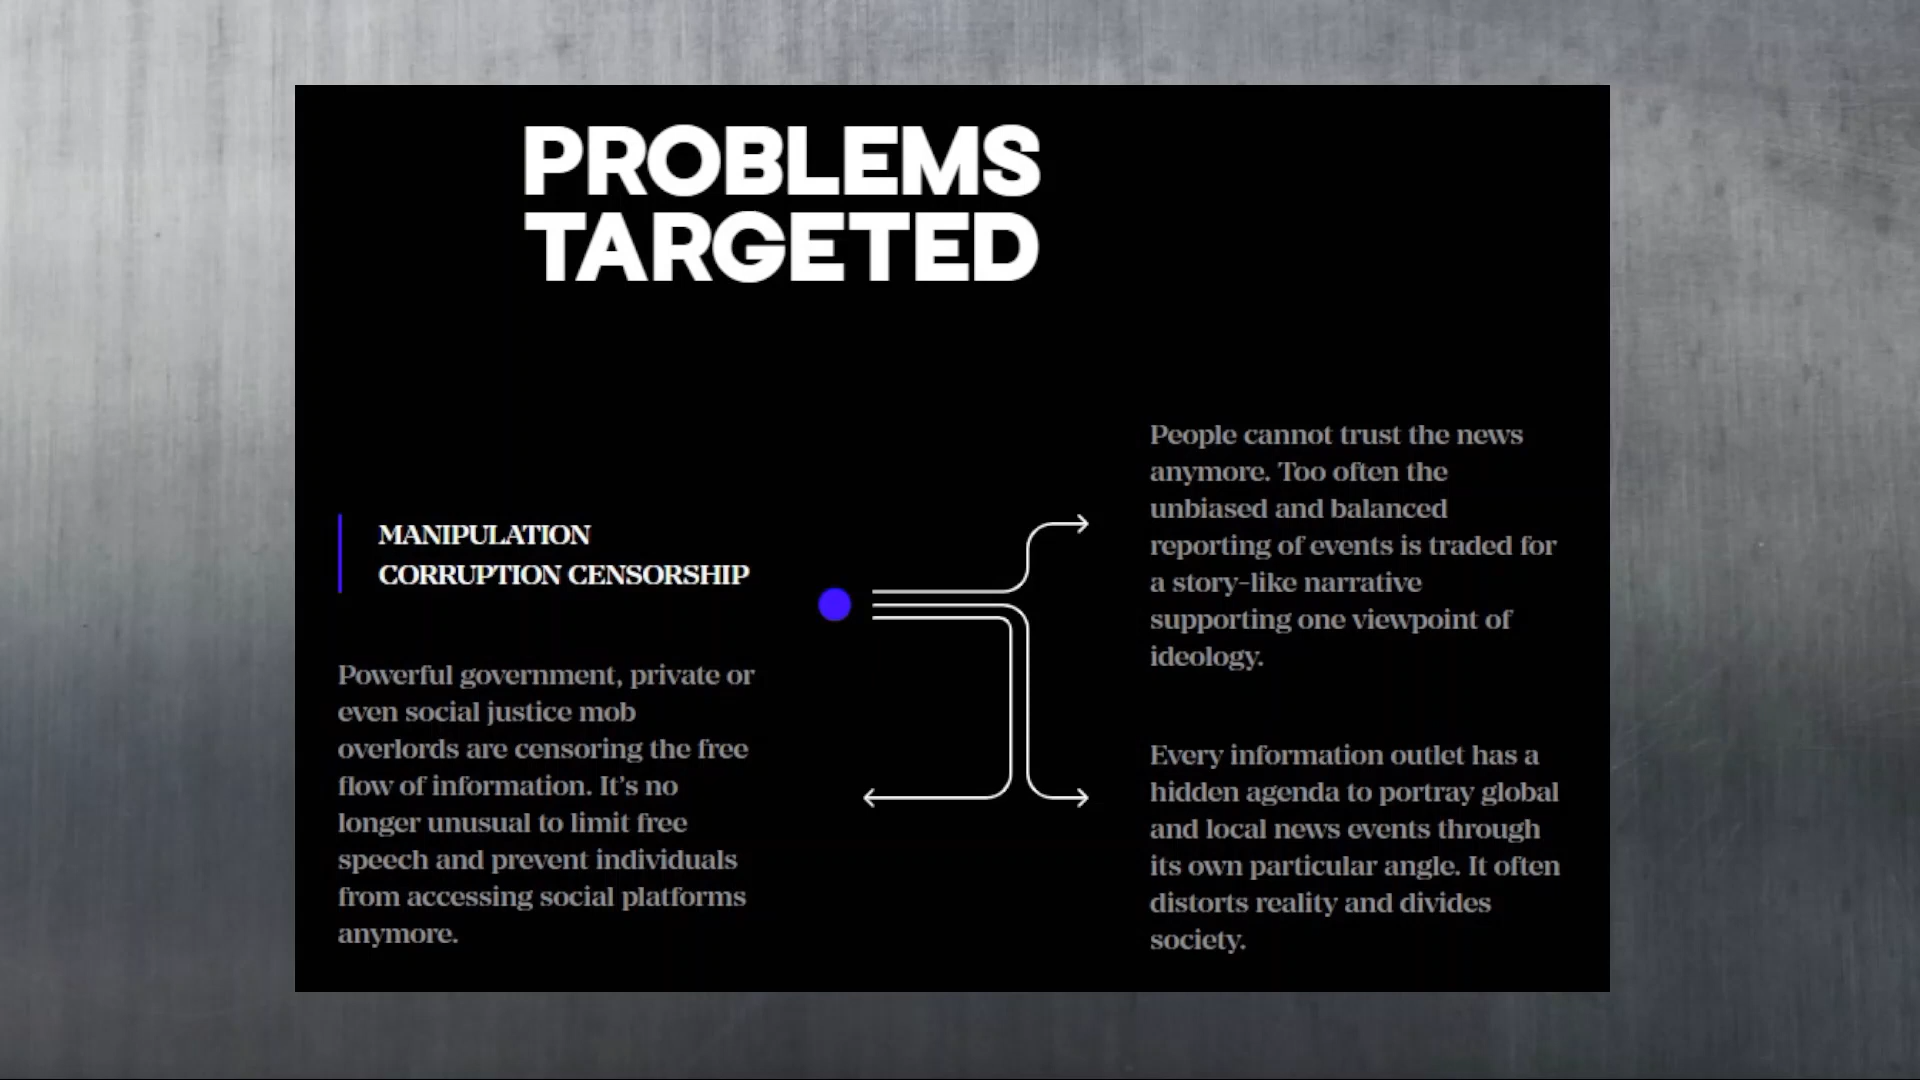 PROBLEMS
TARGETED
MANIPULATION
CORRUPTION CENSORSHIP
Powerful government, private or
even social justice mob
overlords are censoring the free
flow of information. It's no
longer unusual to limit free
speech and prevent individuals
from accessing social platforms
anymore.
People cannot trust the news
anymore. Too often the
unbiased and balanced
reporting of events is traded for
a story-like narrative
supporting one viewpoint of
ideology.
Every information outlet has a
hidden agenda to portray global
and local news events through
its own particular angle. It often
distorts reality and divides
society.